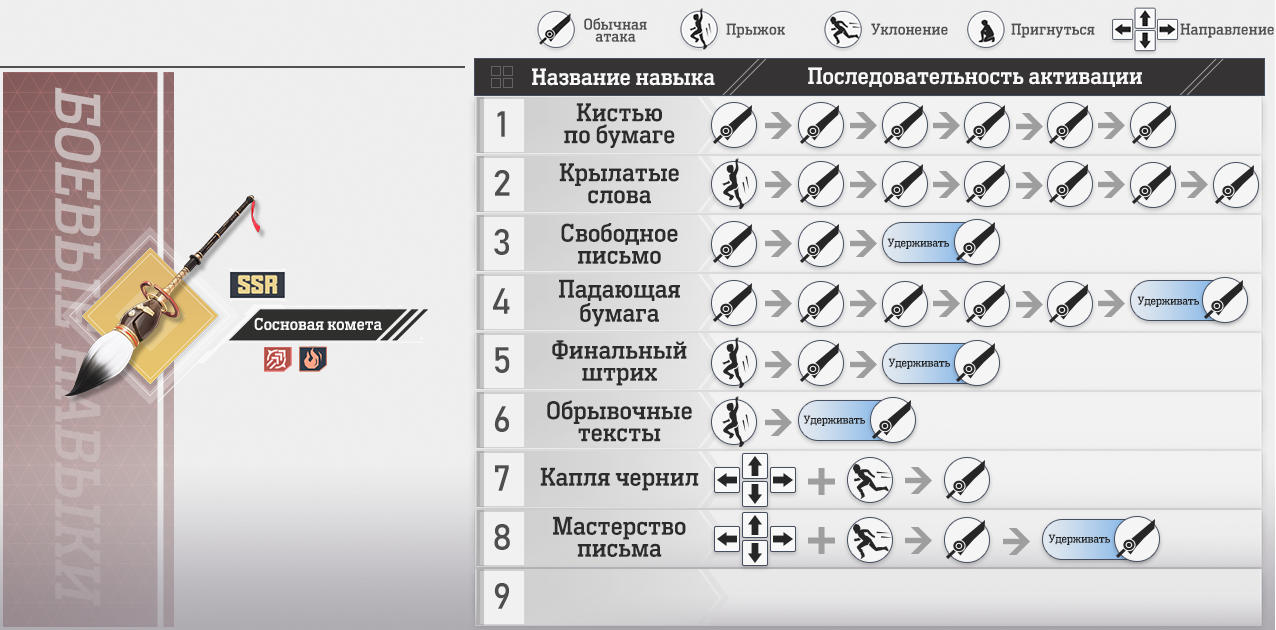 Обычная
атака
Прыжок
Уклонение
Пригнуться
Направление
Название навыка
Последовательность активации
БОЕВЫЕ НАВЫКИ
SSR
Сосновая комета
1
Кистью
по бумаге
2
Крылатые
слова
3
Свободное
письмо
Удерживать
4
Падающая
бумага
Удерживать
5
Финальный
штрих
Удерживать
6
Обрывочные
тексты
Удерживать
7
Капля чернил
8
Мастерство
письма
Удерживать
9